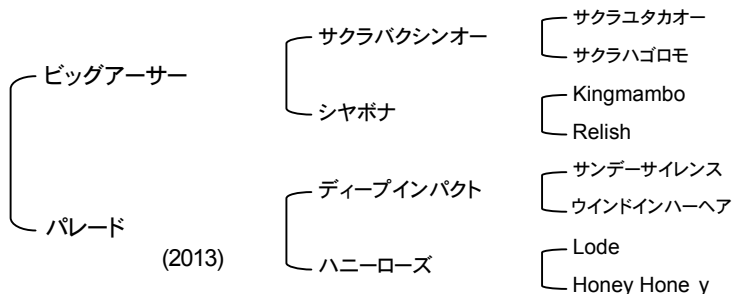 サクラユタカオー
サクラバクシンオー
サクラハゴロモ
ビッグアーサー
Kingmambo
シヤボナ
Relish
サンデーサイレンス
ディープインパクト
ウインドインハーヘア
パレード
(2013)
Lode
ハニーローズ
Honey Hone y